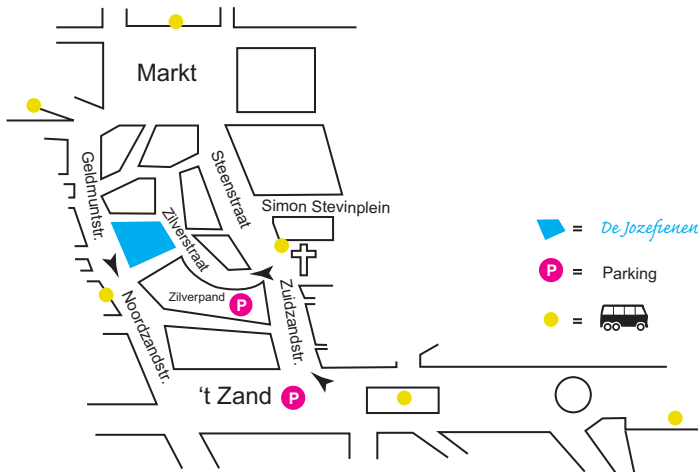 Markt
Geldmuntstr.
Steenstraat
Simon Stevinplein
Zilverstraat
= De Jozefienen
P = Parking
=
Zilverpand P
Noordzandstr.
Zuidzandstr.
't Zand P